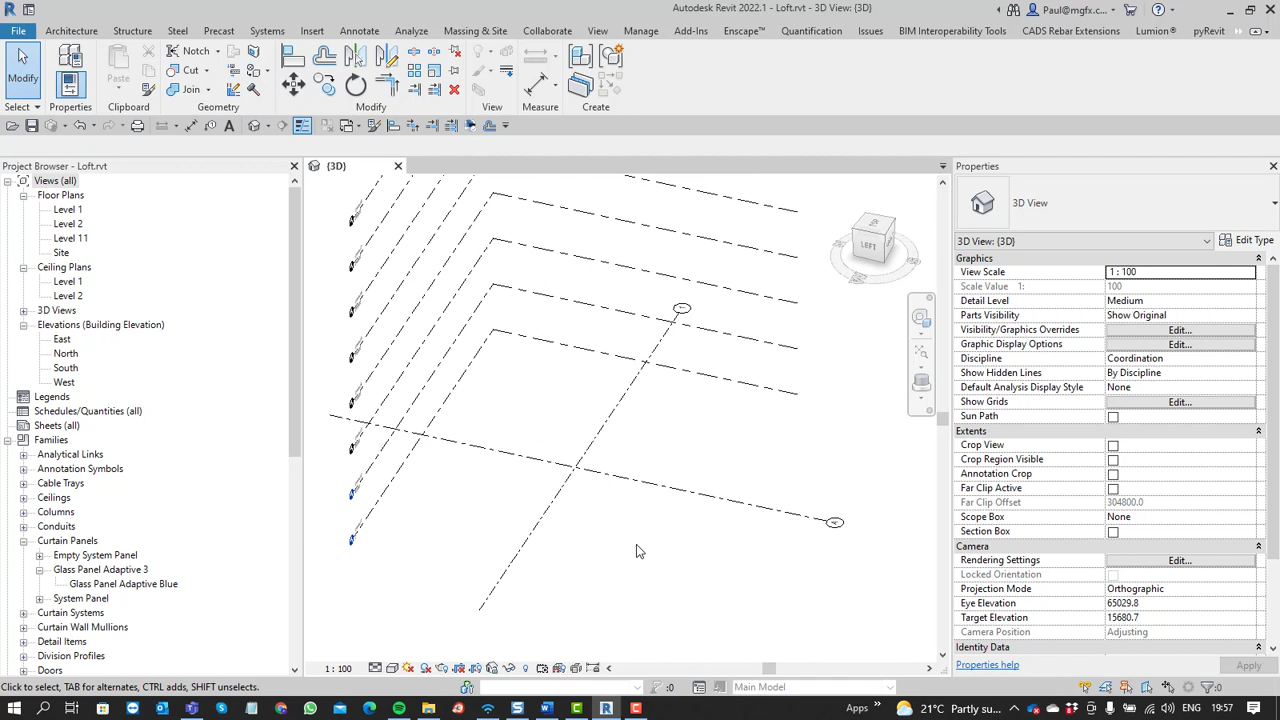 Autodesk Revit 2022.1 - Loft.rvt - 3D View: {3D}
Paul@mgfx.c...
File Architecture Structure Steel Precast Systems Insert Annotate Analyze Massing & Site Collaborate View Manage Add-Ins Enscape™ Quantification Issues BIM Interoperability Tools CADS Rebar Extensions Lumion® pyRevit
Modify
Paste
Notch
Cut
Join
Select Properties Clipboard Geometry Modify View Measure Create
Project Browser - Loft.rvt
Views (all)
Floor Plans
Level 1
Level 2
Level 11
Site
Ceiling Plans
Level 1
Level 2
3D Views
Elevations (Building Elevation)
East
North
South
West
Legends
Schedules/Quantities (all)
Sheets (all)
Families
Analytical Links
Annotation Symbols
Cable Trays
Ceilings
Columns
Conduits
Curtain Panels
Empty System Panel
Glass Panel Adaptive 3
Glass Panel Adaptive Blue
System Panel
Curtain Systems
Curtain Wall Mullions
Detail Items
Division Profiles
Doors
{3D}
LEFT
1 : 100
Properties
3D View
3D View: {3D} Edit Type
Graphics
View Scale 1 : 100
Scale Value 1: 100
Detail Level Medium
Parts Visibility Show Original
Visibility/Graphics Overrides Edit...
Graphic Display Options Edit...
Discipline Coordination
Show Hidden Lines By Discipline
Default Analysis Display Style None
Show Grids Edit...
Sun Path
Extents
Crop View
Crop Region Visible
Annotation Crop
Far Clip Active
Far Clip Offset 304800.0
Scope Box None
Section Box
Camera
Rendering Settings Edit...
Locked Orientation
Projection Mode Orthographic
Eye Elevation 65029.8
Target Elevation 15680.7
Camera Position Adjusting
Identity Data
Properties help Apply
Click to select, TAB for alternates, CTRL adds, SHIFT unselects.
:0
Main Model
:0
Apps
21°C Partly su...
ENG 19:57